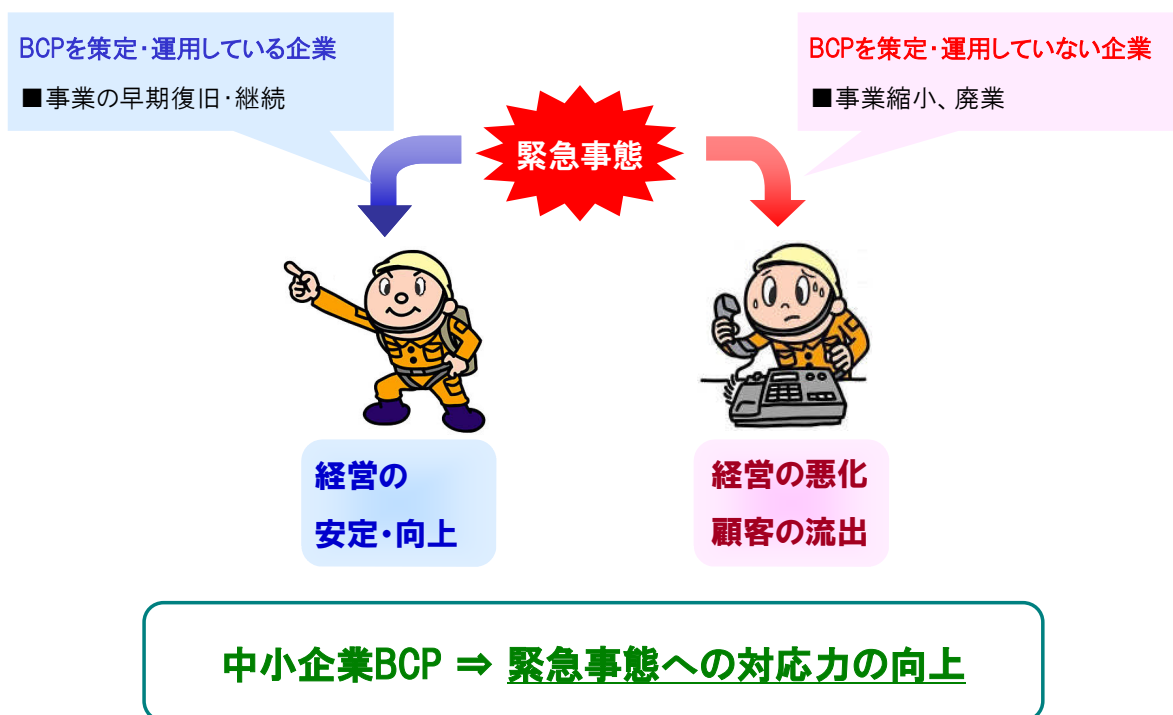 BCPを策定・運用している企業
■事業の早期復旧・継続
BCPを策定・運用していない企業
■事業縮小、廃業
緊急事態
経営の
安定・向上
経営の悪化
顧客の流出
中小企業BCP ⇒ 緊急事態への対応力の向上